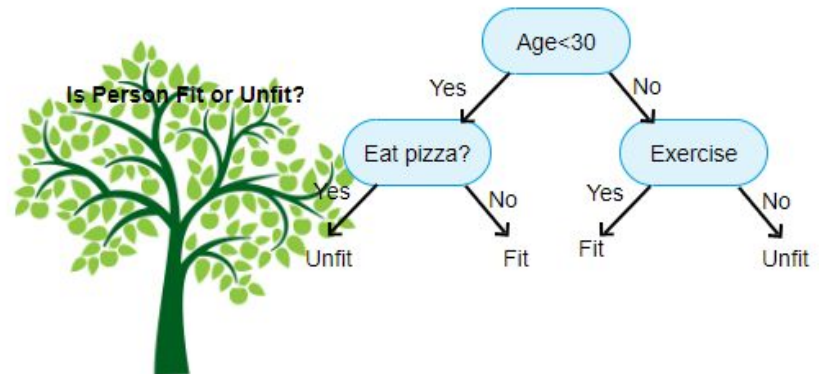 Age<30
Is Person Fit or Unfit?
Yes
No
Eat pizza?
Exercise
Yes
No
Yes
No
Unfit
Fit
Fit
Unfit